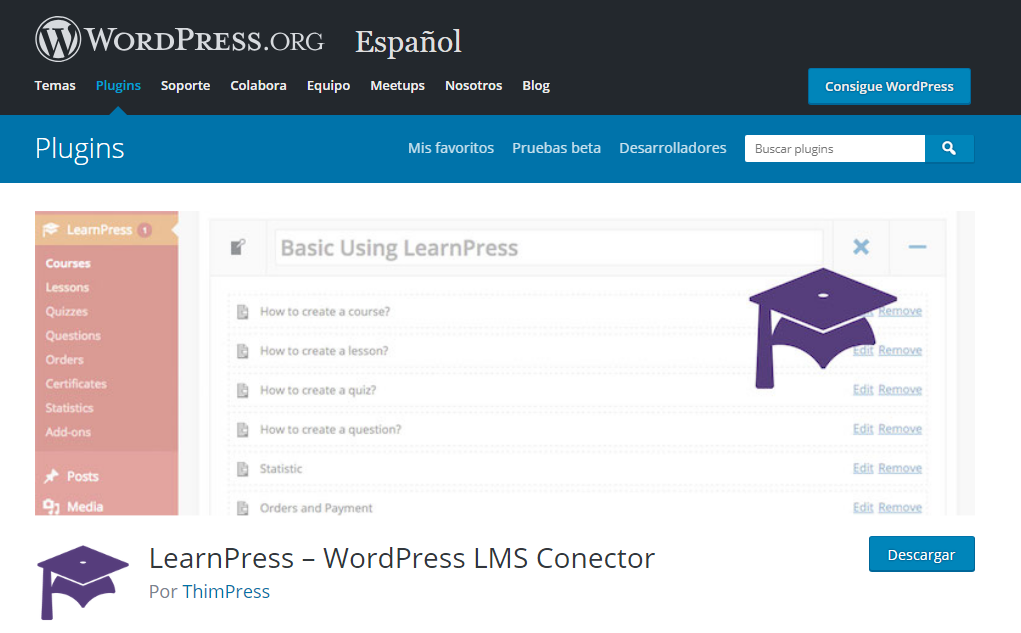 WORDPRESS.ORG Español
Temas Plugins Soporte Colabora Equipo Meetups Nosotros Blog Consigue WordPress
Plugins Mis favoritos Pruebas beta Desarrolladores Buscar plugins
LearnPress 1
Basic Using LearnPress
Courses
Lessons
Quizzes
Questions
Orders
Certificates
Statistics
Add-ons
Posts
Media
How to create a course? Remove
How to create a lesson? Edit Remove
How to create a quiz? Edit Remove
How to create a question? Edit Remove
Statistic Edit Remove
Orders and Payment Edit Remove
LearnPress – WordPress LMS Conector
Por ThimPress
Descargar